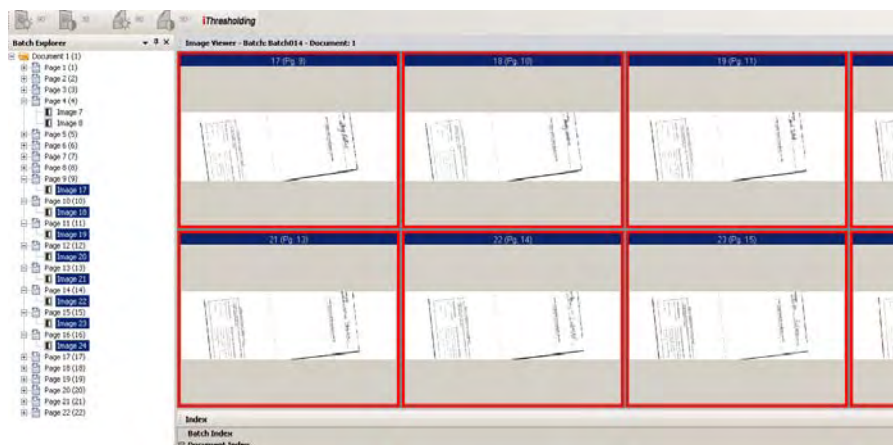 iThresholding
Batch Explorer
Image Viewer - Batch: Batch014 - Document: 1
Document 1 (1)
Page 1 (1)
Page 2 (2)
Page 3 (3)
Page 4 (4)
Image 7
Image 8
Page 5 (5)
Page 6 (6)
Page 7 (7)
Page 8 (8)
Page 9 (9)
Image 17
Page 10 (10)
Image 18
Page 11 (11)
Image 19
Page 12 (12)
Image 20
Page 13 (13)
Image 21
Page 14 (14)
Image 22
Page 15 (15)
Image 23
Page 16 (16)
Image 24
Page 17 (17)
Page 18 (18)
Page 19 (19)
Page 20 (20)
Page 21 (21)
Page 22 (22)
17 (Pg. 9)
18 (Pg. 10)
19 (Pg. 11)
21 (Pg. 13)
22 (Pg. 14)
23 (Pg. 15)
Index
Batch Index
Document Index